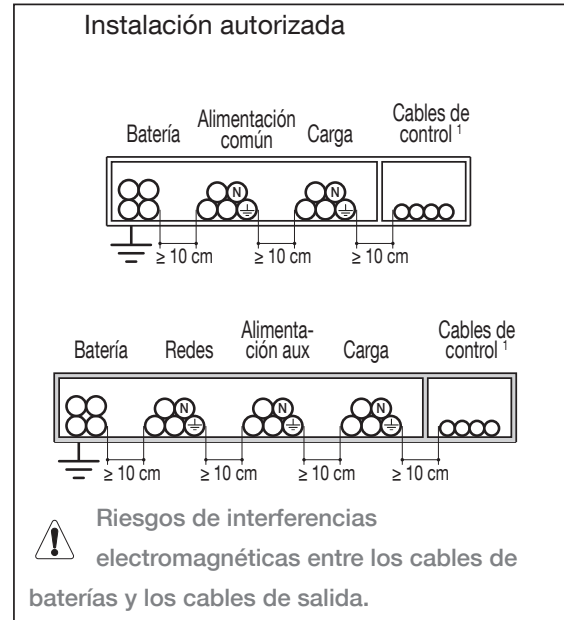 Instalación autorizada
Batería Alimentación común Carga Cables de control ¹
N N
≥ 10 cm ≥ 10 cm ≥ 10 cm
Batería Redes Alimenta-ción aux Carga Cables de control ¹
N N N
≥ 10 cm ≥ 10 cm ≥ 10 cm ≥ 10 cm
Riesgos de interferencias
electromagnéticas entre los cables de
baterías y los cables de salida.